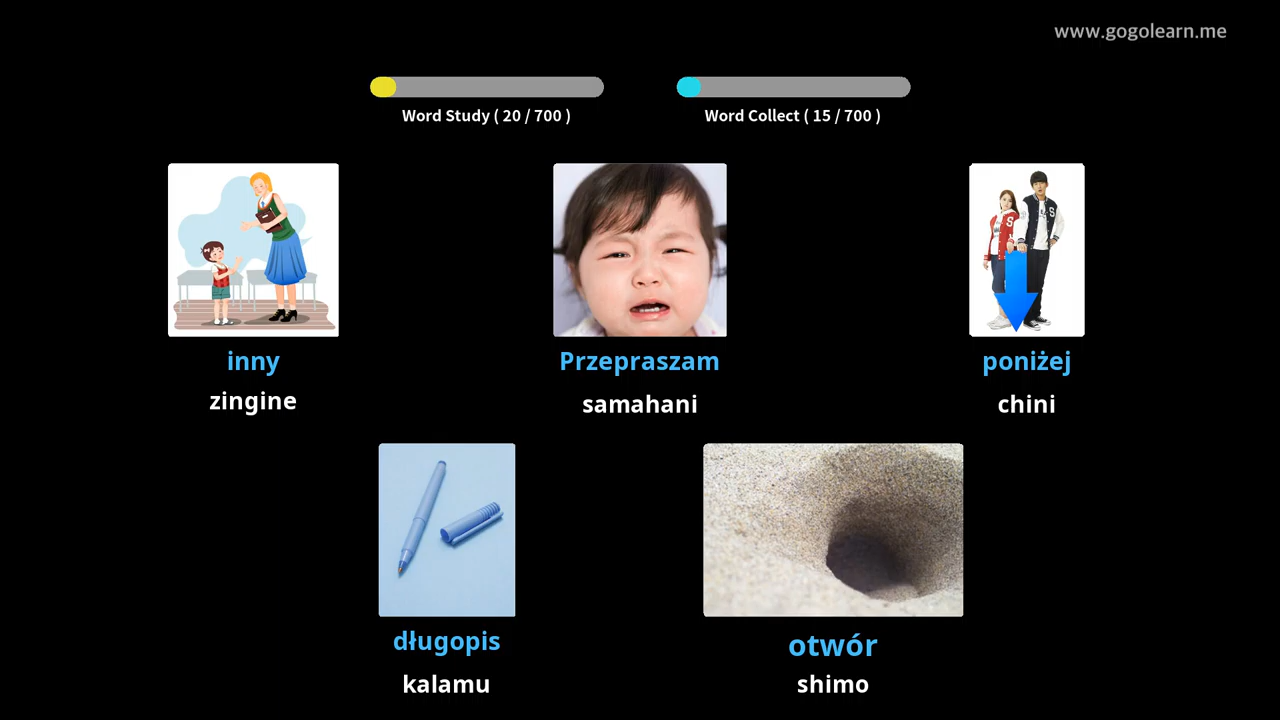 www.gogolearn.me
Word Study ( 20 / 700 )
Word Collect ( 15 / 700 )
S
S
inny
zingine
Przepraszam
samahani
poniżej
chini
długopis
kalamu
otwór
shimo